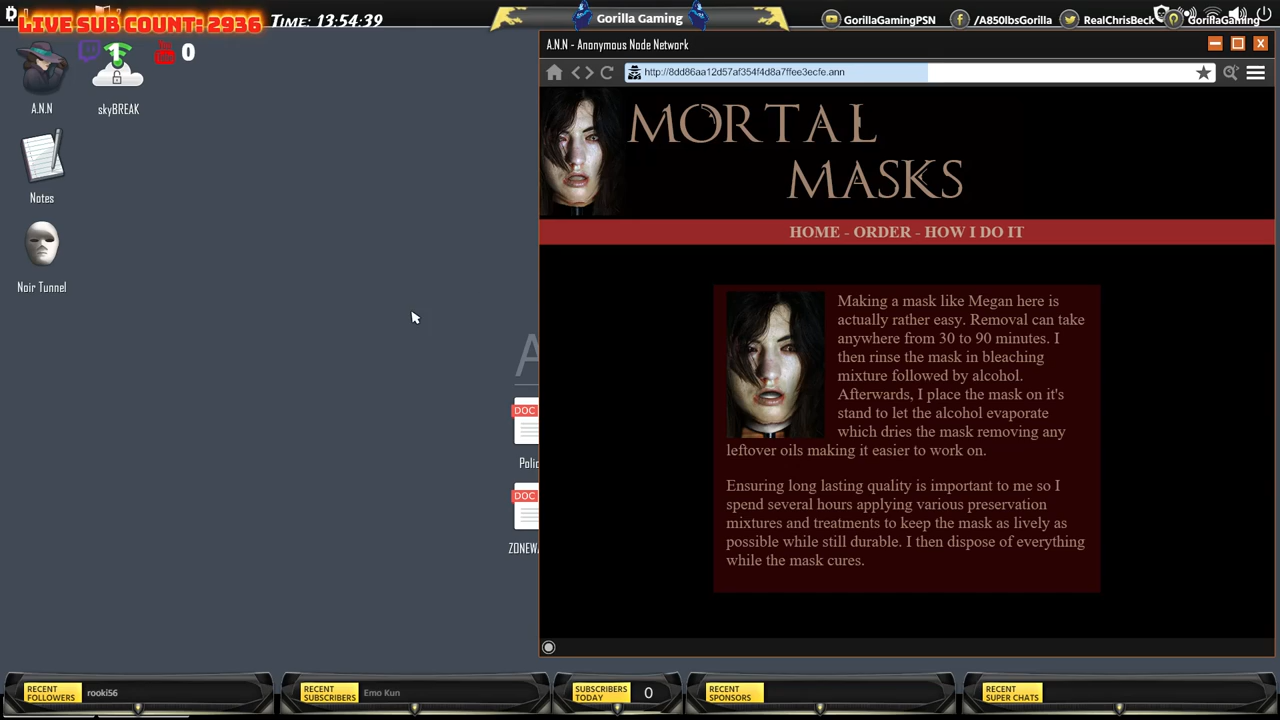 LIVE SUB COUNT: 2936
TIME: 13:54:39
Gorilla Gaming
GorillaGamingPSN
/A850lbsGorilla
RealChrisBeck
GorillaGaming
1
0
A.N.N
skyBREAK
Notes
Noir Tunnel
A.N.N - Anonymous Node Network
http://8dd86aa12d57af354f4d8a7ffee3ecfe.ann
MORTAL
MASKS
HOME - ORDER - HOW I DO IT
Making a mask like Megan here is
actually rather easy. Removal can take
anywhere from 30 to 90 minutes. I
then rinse the mask in bleaching
mixture followed by alcohol.
Afterwards, I place the mask on it's
stand to let the alcohol evaporate
which dries the mask removing any
leftover oils making it easier to work on.
Ensuring long lasting quality is important to me so I
spend several hours applying various preservation
mixtures and treatments to keep the mask as lively as
possible while still durable. I then dispose of everything
while the mask cures.
A
DOC
Polic
DOC
ZONEWA
RECENT
FOLLOWERS
rooki56
RECENT
SUBSCRIBERS
Emo Kun
SUBSCRIBERS
TODAY
0
RECENT
SPONSORS
RECENT
SUPER CHATS